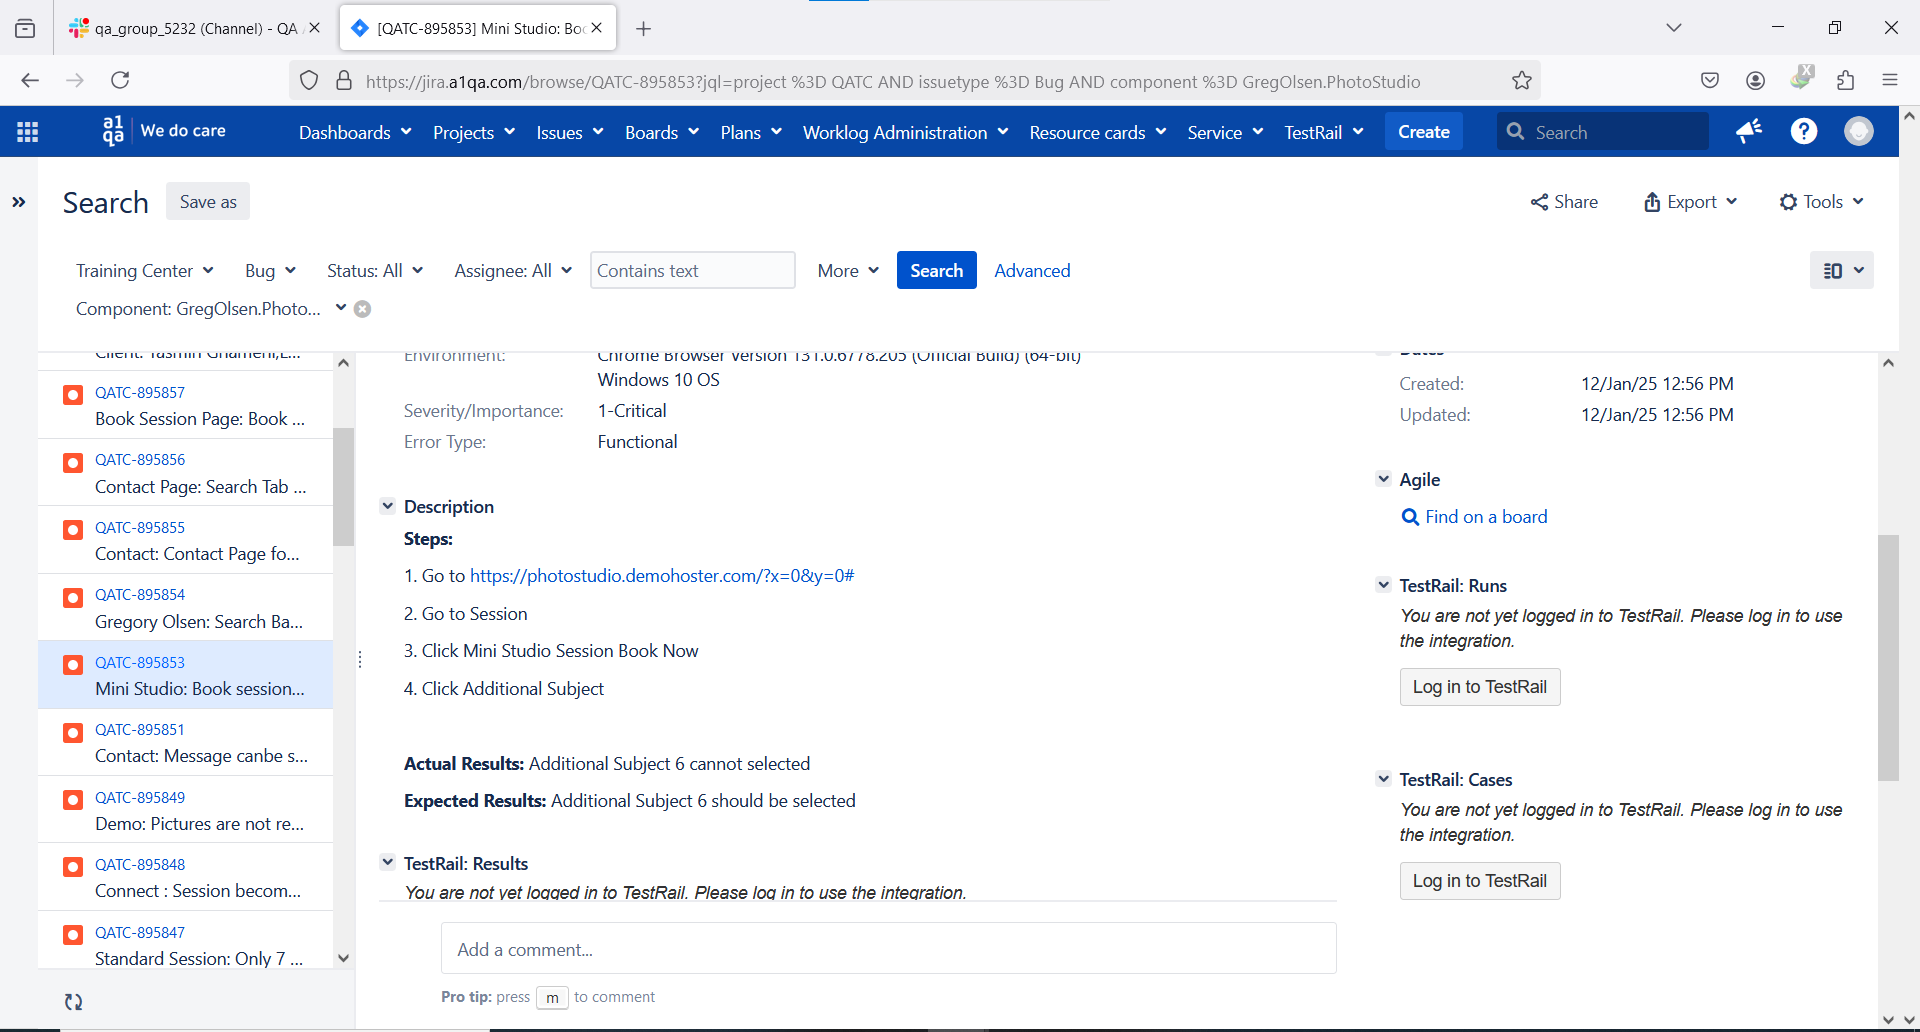 qa_group_5232 (Channel) - QA
[QATC-895853] Mini Studio: Boo
https://jira.a1qa.com/browse/QATC-895853?jql=project %3D QATC AND issuetype %3D Bug AND component %3D GregOlsen.PhotoStudio
a1 qa We do care Dashboards Projects Issues Boards Plans Worklog Administration Resource cards Service TestRail Create Search
Search Save as Share Export Tools
Training Center Bug Status: All Assignee: All Contains text More Search Advanced
Component: GregOlsen.Photo...
Client: Yasmin Ghameni,L...
QATC-895857
Book Session Page: Book ...
QATC-895856
Contact Page: Search Tab ...
QATC-895855
Contact: Contact Page fo...
QATC-895854
Gregory Olsen: Search Ba...
QATC-895853
Mini Studio: Book session...
QATC-895851
Contact: Message canbe s...
QATC-895849
Demo: Pictures are not re...
QATC-895848
Connect : Session becom...
QATC-895847
Standard Session: Only 7 ...
Environment: Chrome Browser Version 131.0.6778.205 (Official Build) (64-bit)
Windows 10 OS
Severity/Importance: 1-Critical
Error Type: Functional
Description
Steps:
1. Go to https://photostudio.demohoster.com/?x=0&y=0#
2. Go to Session
3. Click Mini Studio Session Book Now
4. Click Additional Subject
Actual Results: Additional Subject 6 cannot selected
Expected Results: Additional Subject 6 should be selected
TestRail: Results
You are not yet logged in to TestRail. Please log in to use the integration.
Add a comment...
Pro tip: press m to comment
Dates
Created: 12/Jan/25 12:56 PM
Updated: 12/Jan/25 12:56 PM
Agile
Find on a board
TestRail: Runs
You are not yet logged in to TestRail. Please log in to use
the integration.
Log in to TestRail
TestRail: Cases
You are not yet logged in to TestRail. Please log in to use
the integration.
Log in to TestRail